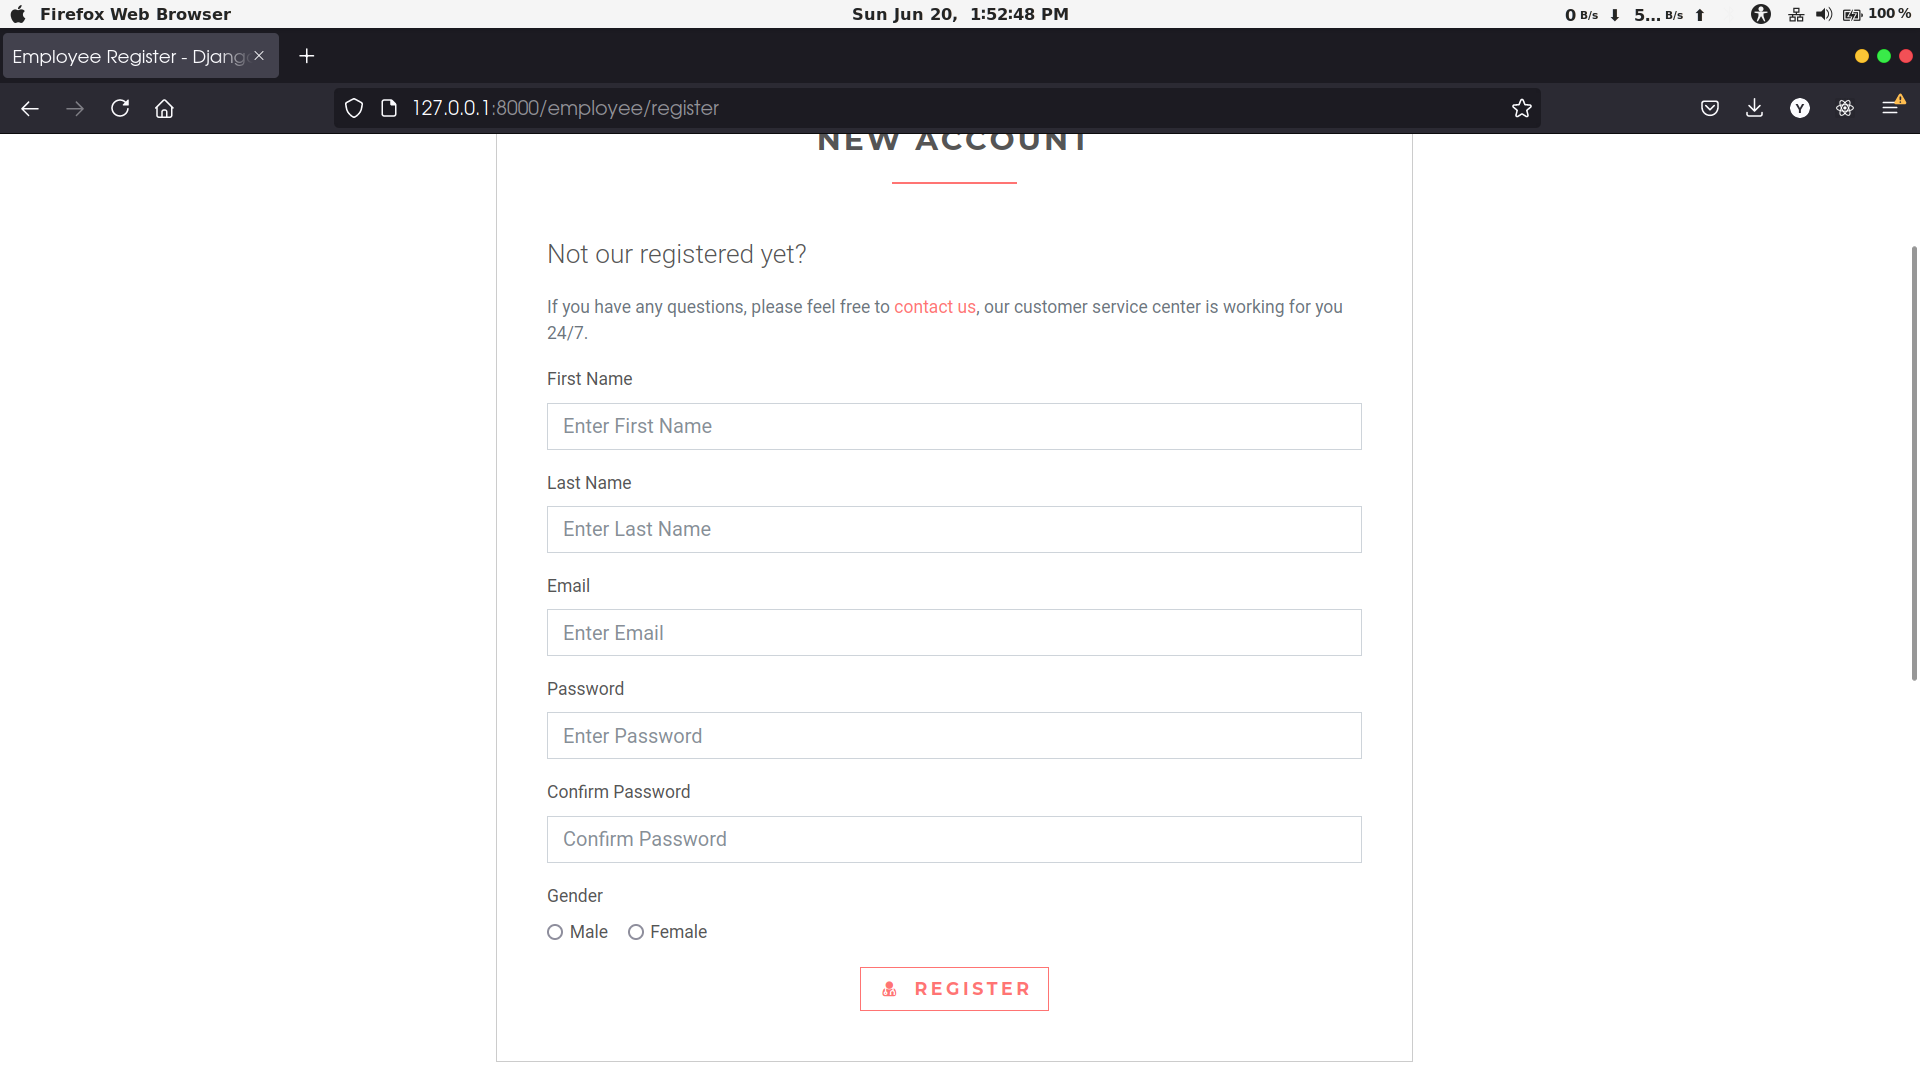 Firefox Web Browser
Sun Jun 20, 1:52:48 PM
0 B/s ⬇ 5... B/s ⬆
100 %
Employee Register - Djang
127.0.0.1:8000/employee/register
Y
NEW ACCOUNT
Not our registered yet?
If you have any questions, please feel free to contact us, our customer service center is working for you
24/7.
First Name
Enter First Name
Last Name
Enter Last Name
Email
Enter Email
Password
Enter Password
Confirm Password
Confirm Password
Gender
Male
Female
REGISTER